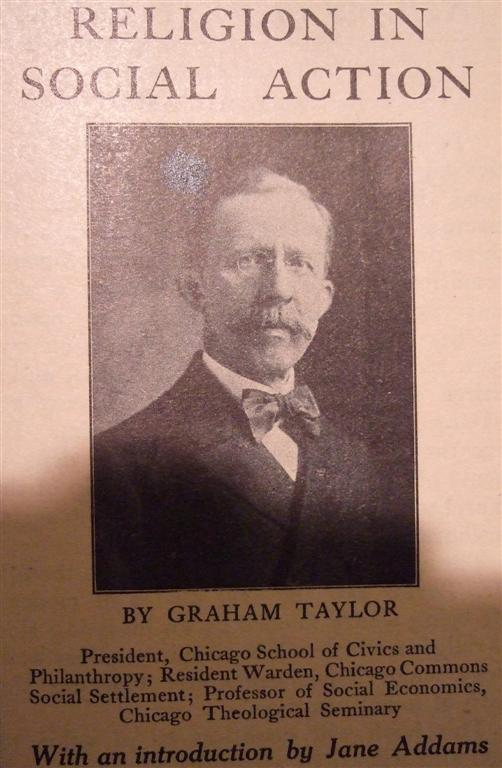 RELIGION IN
SOCIAL ACTION
BY GRAHAM TAYLOR
President, Chicago School of Civics and
Philanthropy; Resident Warden, Chicago Commons
Social Settlement; Professor of Social Economics,
Chicago Theological Seminary
With an introduction by Jane Addams